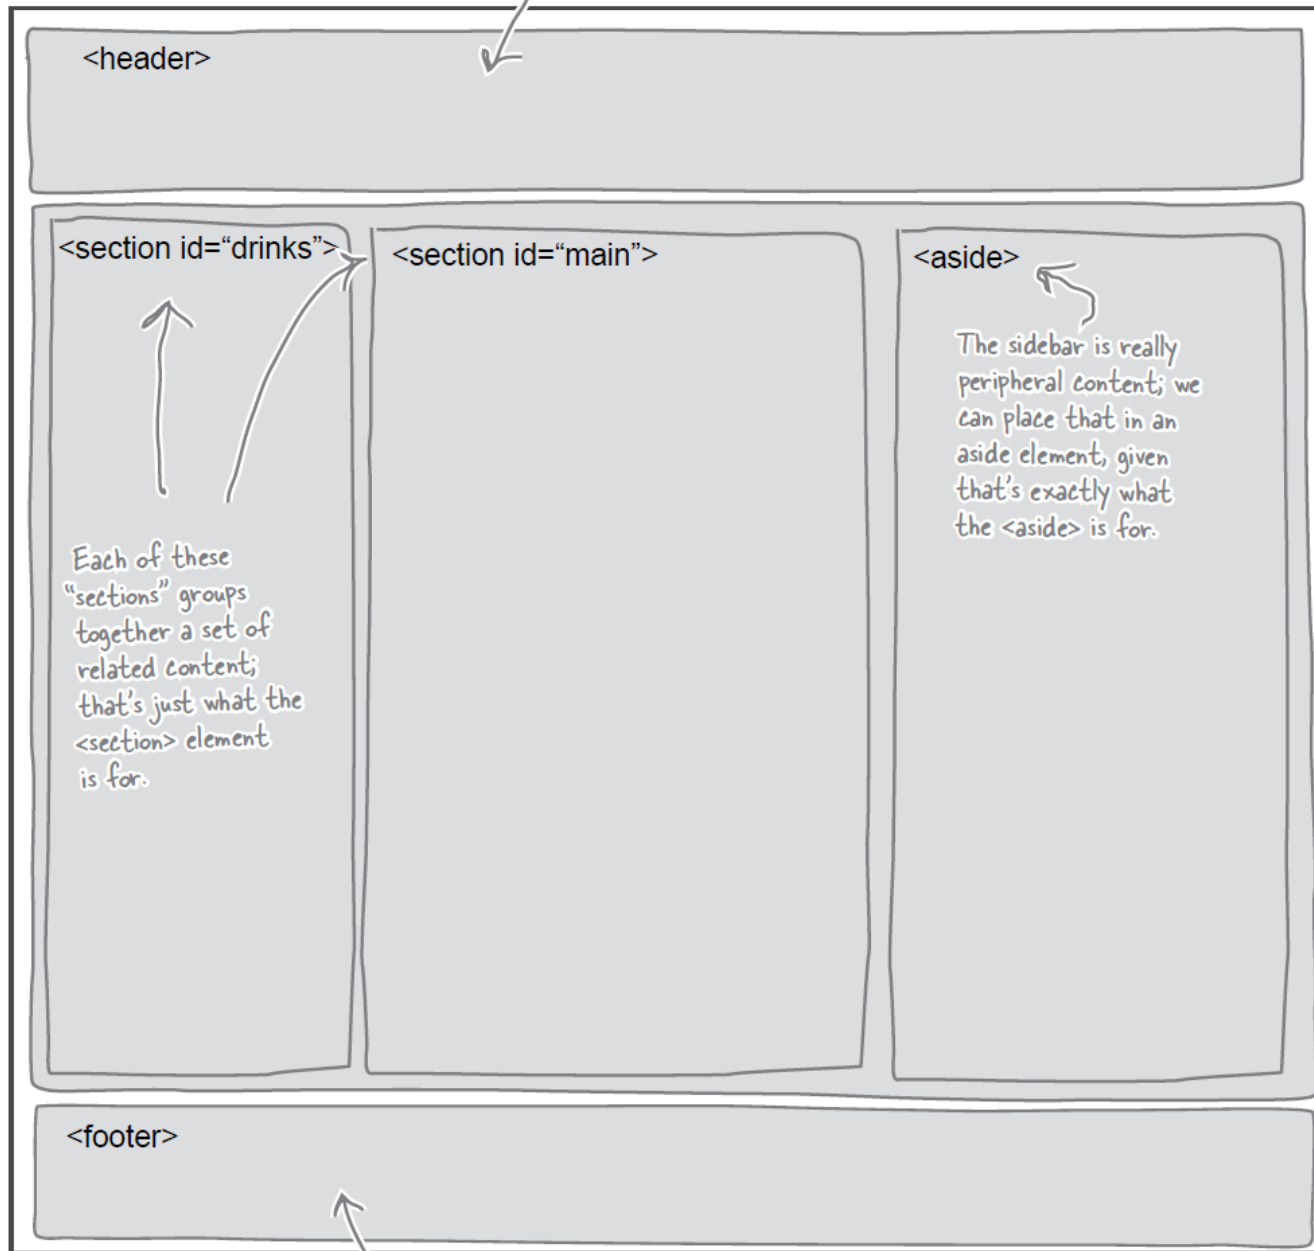 <header>
<section id=“drinks”>
<section id=“main”>
<aside>
The sidebar is really
peripheral content; we
can place that in an
aside element, given
that's exactly what
the <aside> is for.
Each of these
“sections” groups
together a set of
related content;
that's just what the
<section> element
is for.
<footer>